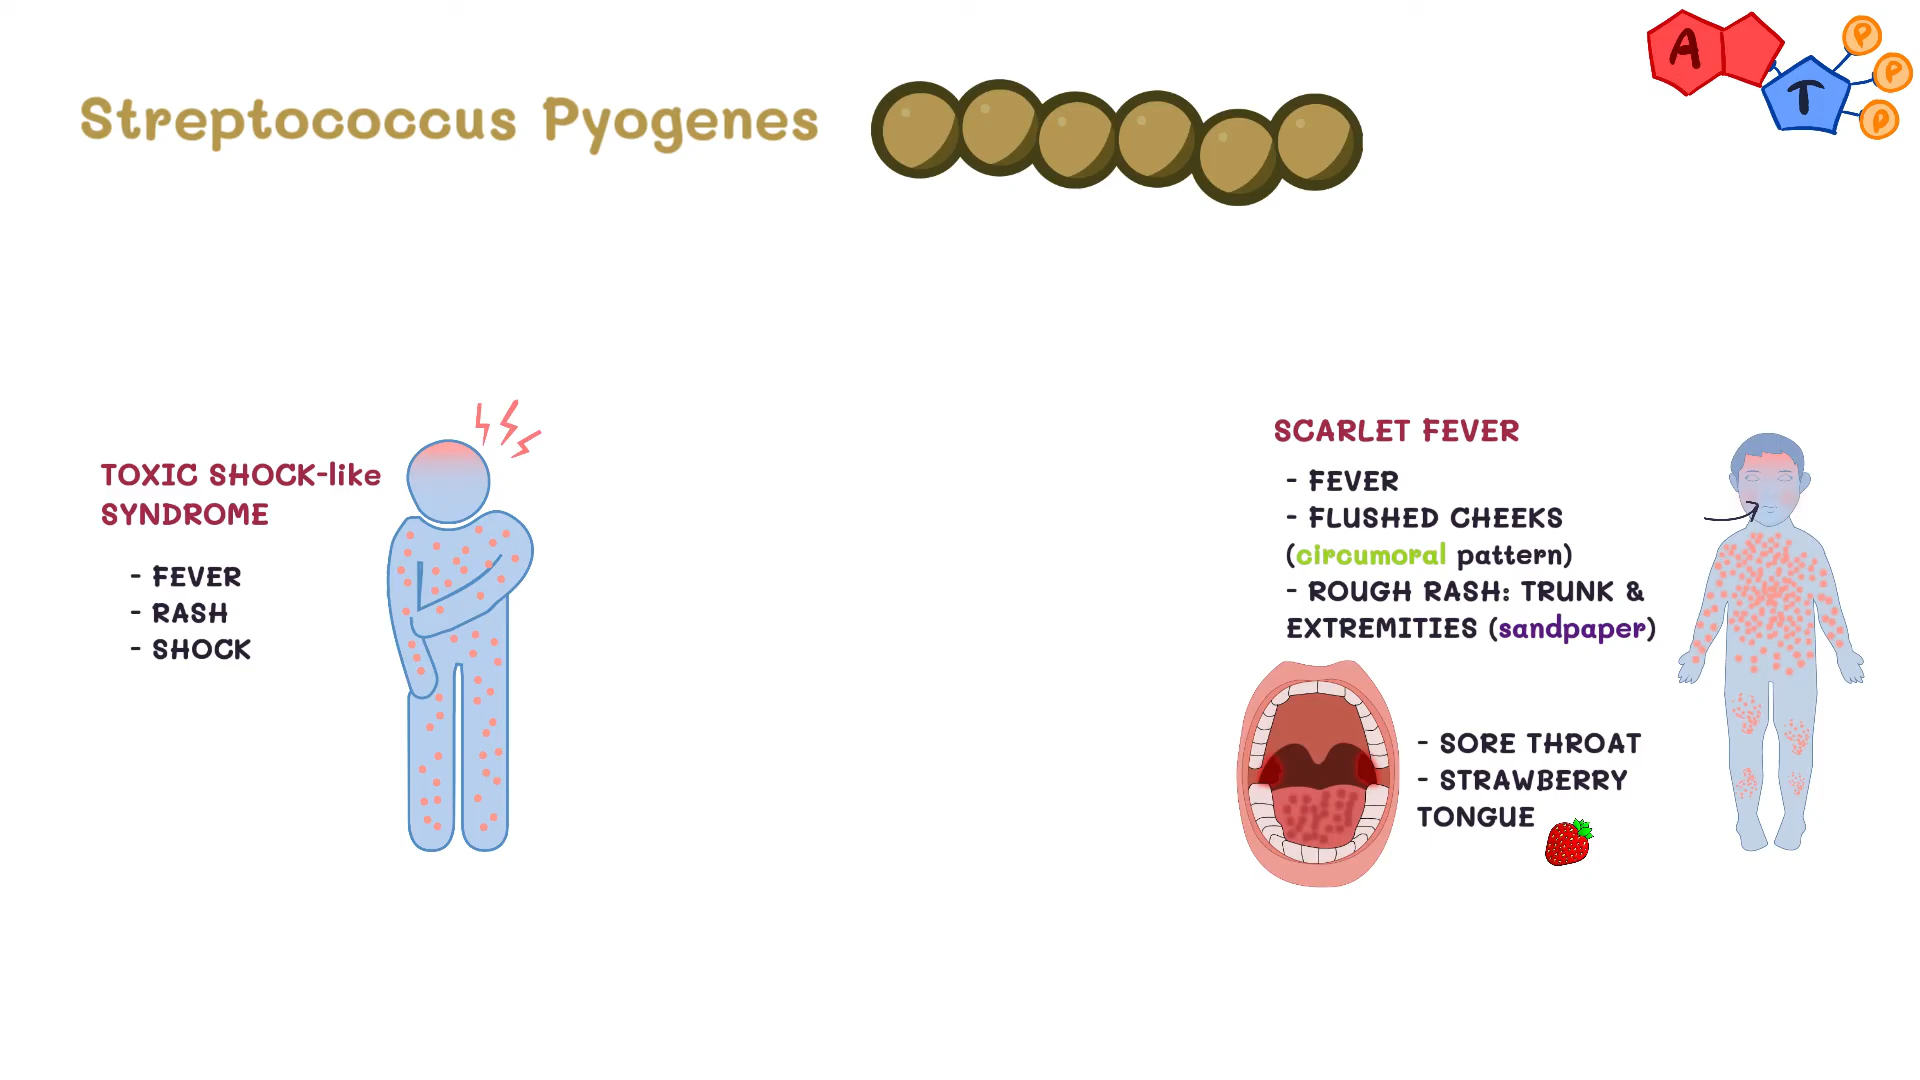 Streptococcus Pyogenes
A
T
P
P
P
TOXIC SHOCK-like
SYNDROME
- FEVER
- RASH
- SHOCK
SCARLET FEVER
- FEVER
- FLUSHED CHEEKS
(circumoral pattern)
- ROUGH RASH: TRUNK &
EXTREMITIES (sandpaper)
- SORE THROAT
- STRAWBERRY
TONGUE